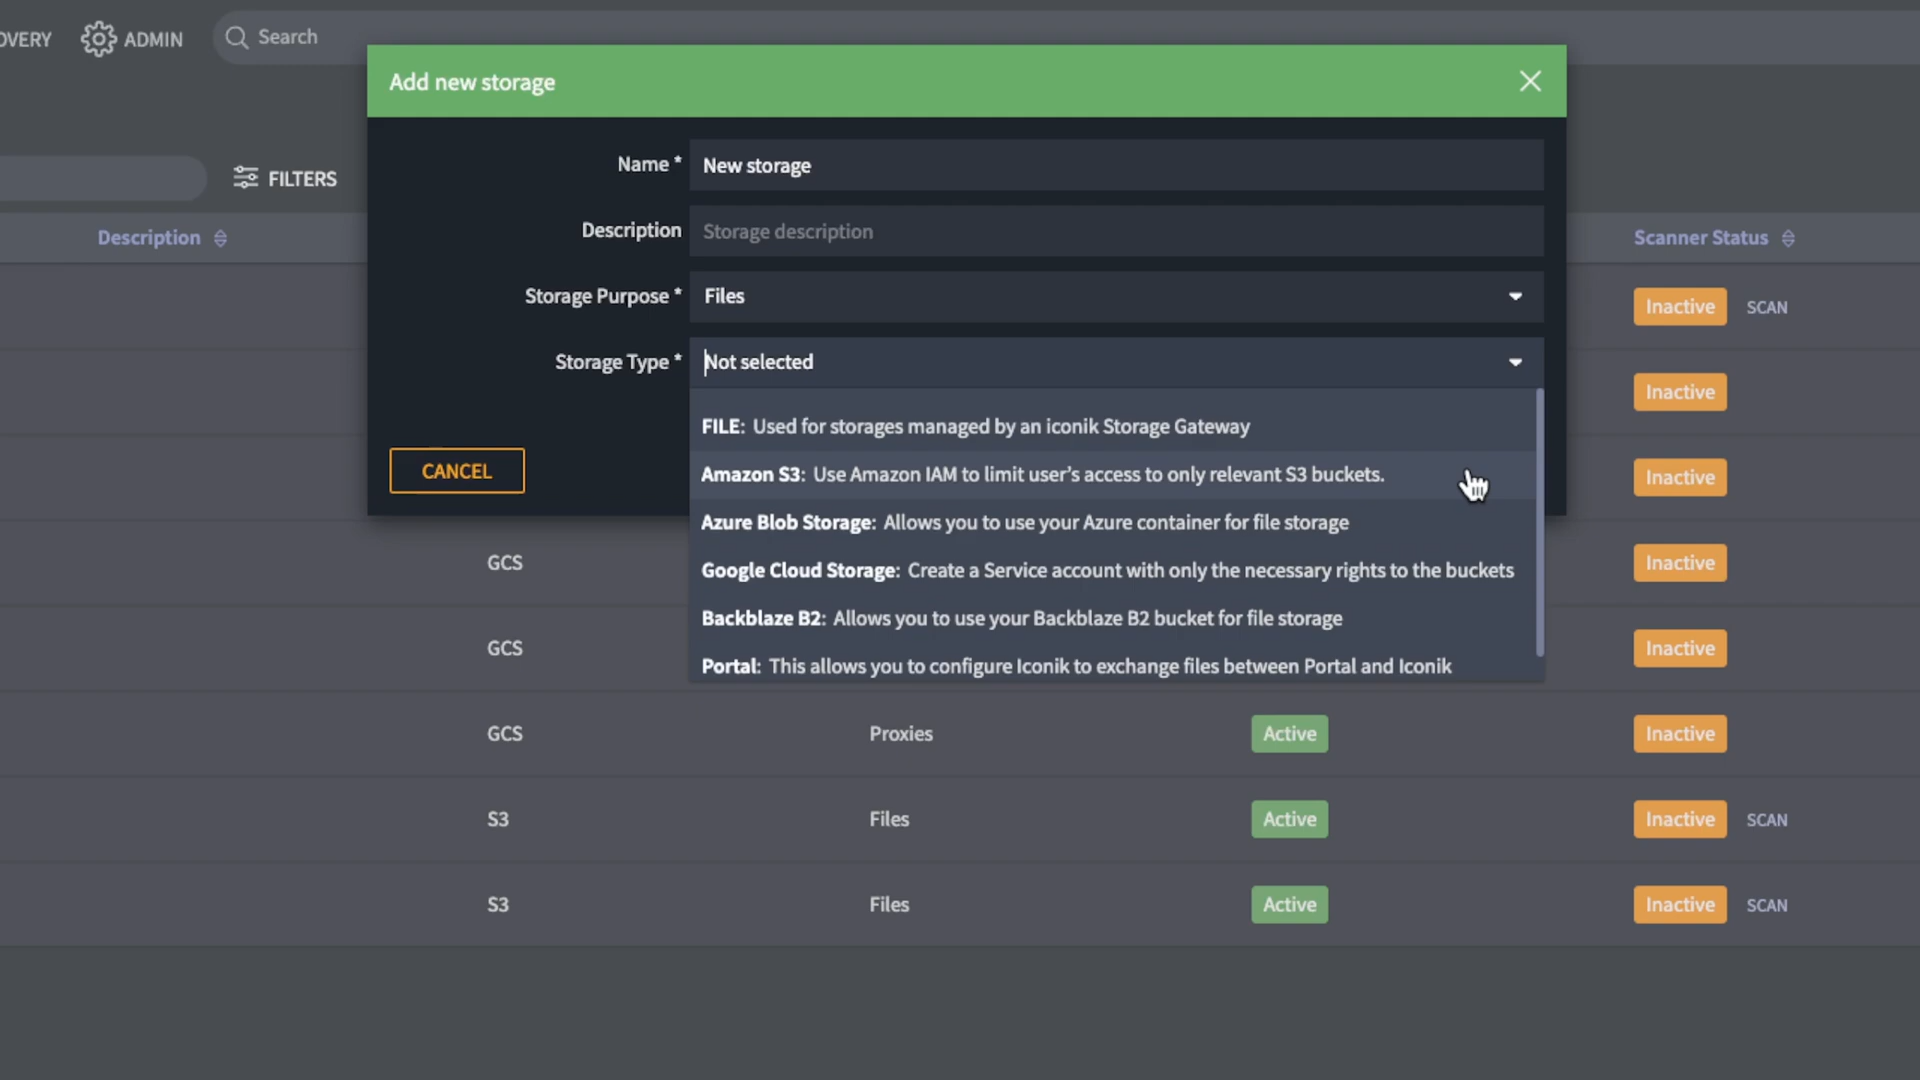 OVERY ADMIN Search
Add new storage
Name * New storage
FILTERS
Description Storage description
Description Scanner Status
Storage Purpose * Files
Inactive SCAN
Storage Type * Not selected
Inactive
FILE: Used for storages managed by an iconik Storage Gateway
CANCEL
Amazon S3: Use Amazon IAM to limit user’s access to only relevant S3 buckets.
Inactive
Azure Blob Storage: Allows you to use your Azure container for file storage
GCS Inactive
Google Cloud Storage: Create a Service account with only the necessary rights to the buckets
Backblaze B2: Allows you to use your Backblaze B2 bucket for file storage
GCS Inactive
Portal: This allows you to configure Iconik to exchange files between Portal and Iconik
GCS Proxies Active Inactive
S3 Files Active Inactive SCAN
S3 Files Active Inactive SCAN